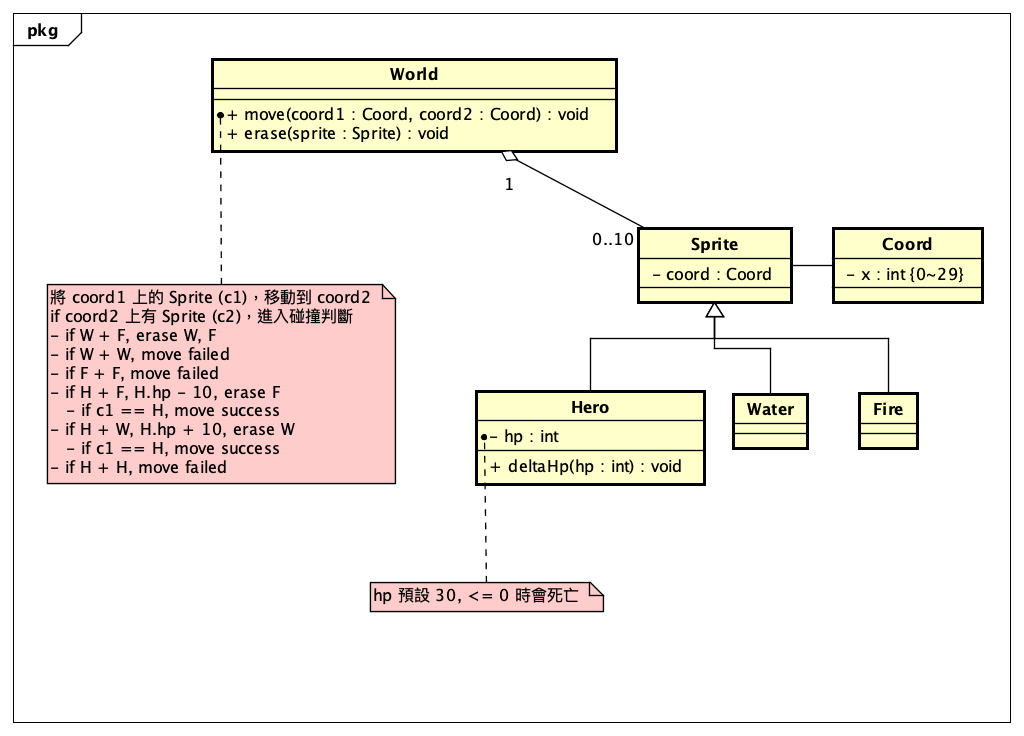 pkg
World
+ move(coord1 : Coord, coord2 : Coord) : void
+ erase(sprite : Sprite) : void
1
0..10
Sprite
- coord : Coord
Coord
- x : int {0~29}
將 coord1 上的 Sprite (c1)，移動到 coord2
if coord2 上有 Sprite (c2)，進入碰撞判斷
- if W + F, erase W, F
- if W + W, move failed
- if F + F, move failed
- if H + F, H.hp - 10, erase F
- if c1 == H, move success
- if H + W, H.hp + 10, erase W
- if c1 == H, move success
- if H + H, move failed
Hero
- hp : int
+ deltaHp(hp : int) : void
Water
Fire
hp 預設 30, <= 0 時會死亡